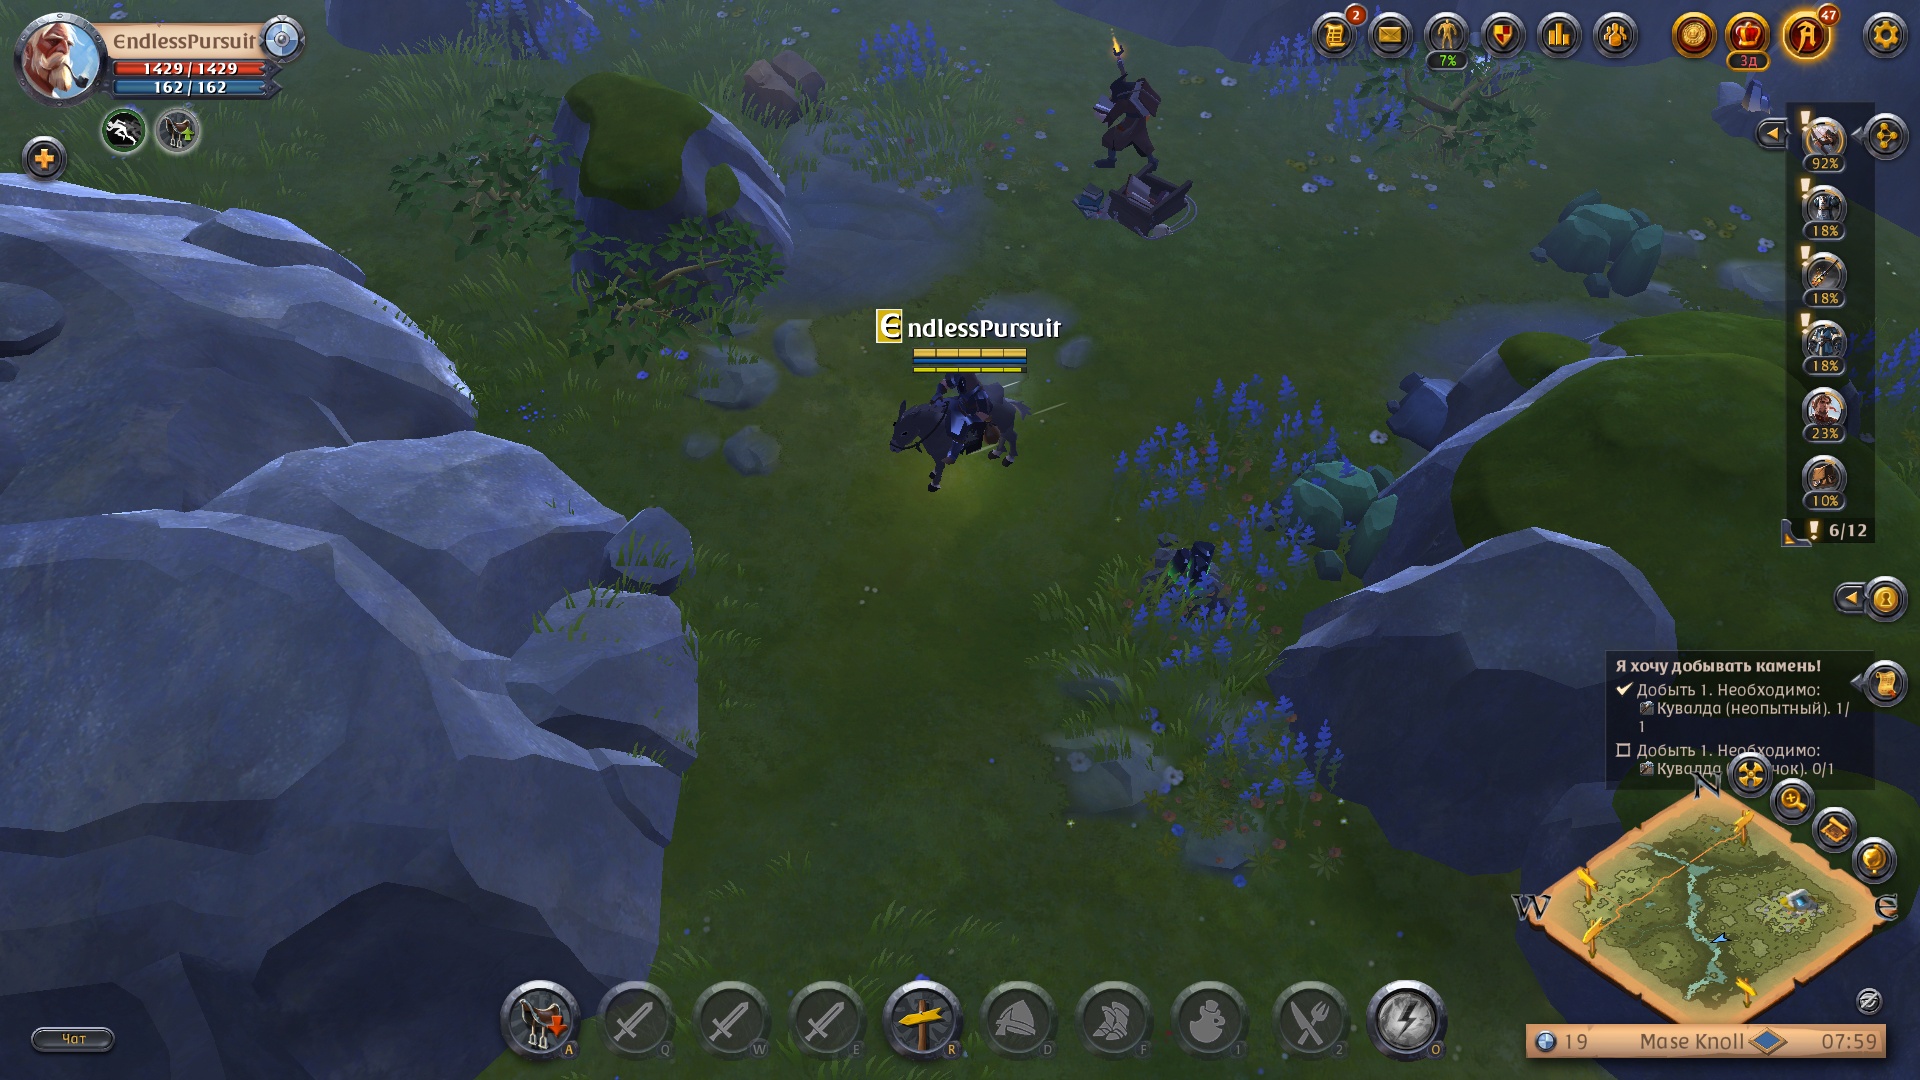 EndlessPursuit
1429 / 1429
162 / 162
2
7%
3д
47
92%
18%
18%
18%
23%
10%
6/12
EndlessPursuit
Я хочу добывать камень!
Добыть 1. Необходимо:
Кувалда (неопытный). 1/
1
Добыть 1. Необходимо:
Кувалда 0/1
N
W
E
Чат
A
Q
W
E
R
D
F
1
2
O
19
Mase Knoll
07:59